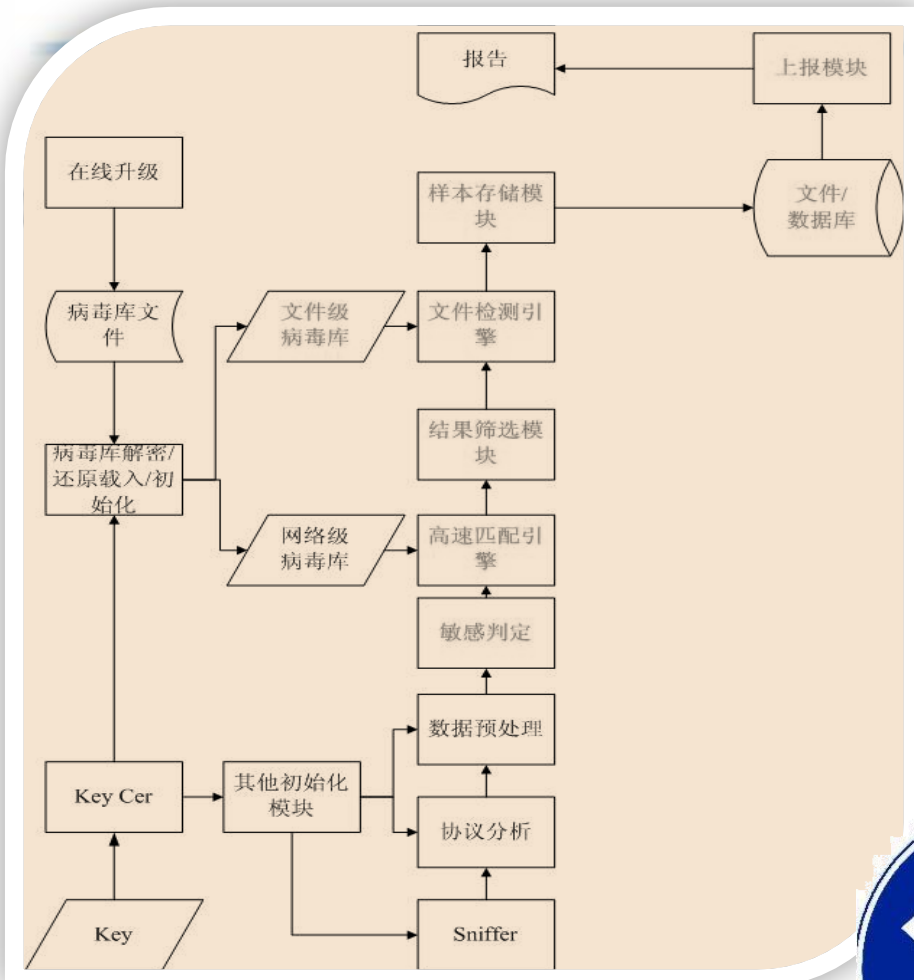 报告
上报模块
在线升级
样本存储模
块
文件/
数据库
病毒库文
件
文件级
病毒库
文件检测引
擎
结果筛选模
块
病毒库解密/
还原载入/初
始化
网络级
病毒库
高速匹配引
擎
敏感判定
数据预处理
Key Cer
其他初始化
模块
协议分析
Key
Sniffer